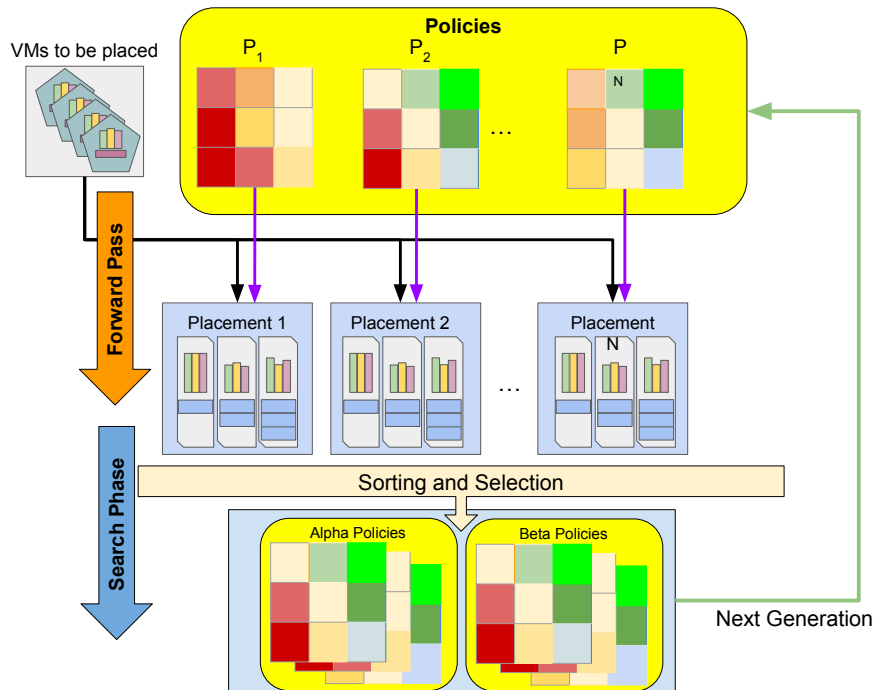 Policies
VMs to be placed
P1
P2
P
N
...
Forward Pass
Placement 1
Placement 2
Placement
N
...
Sorting and Selection
Search Phase
Alpha Policies
Beta Policies
Next Generation